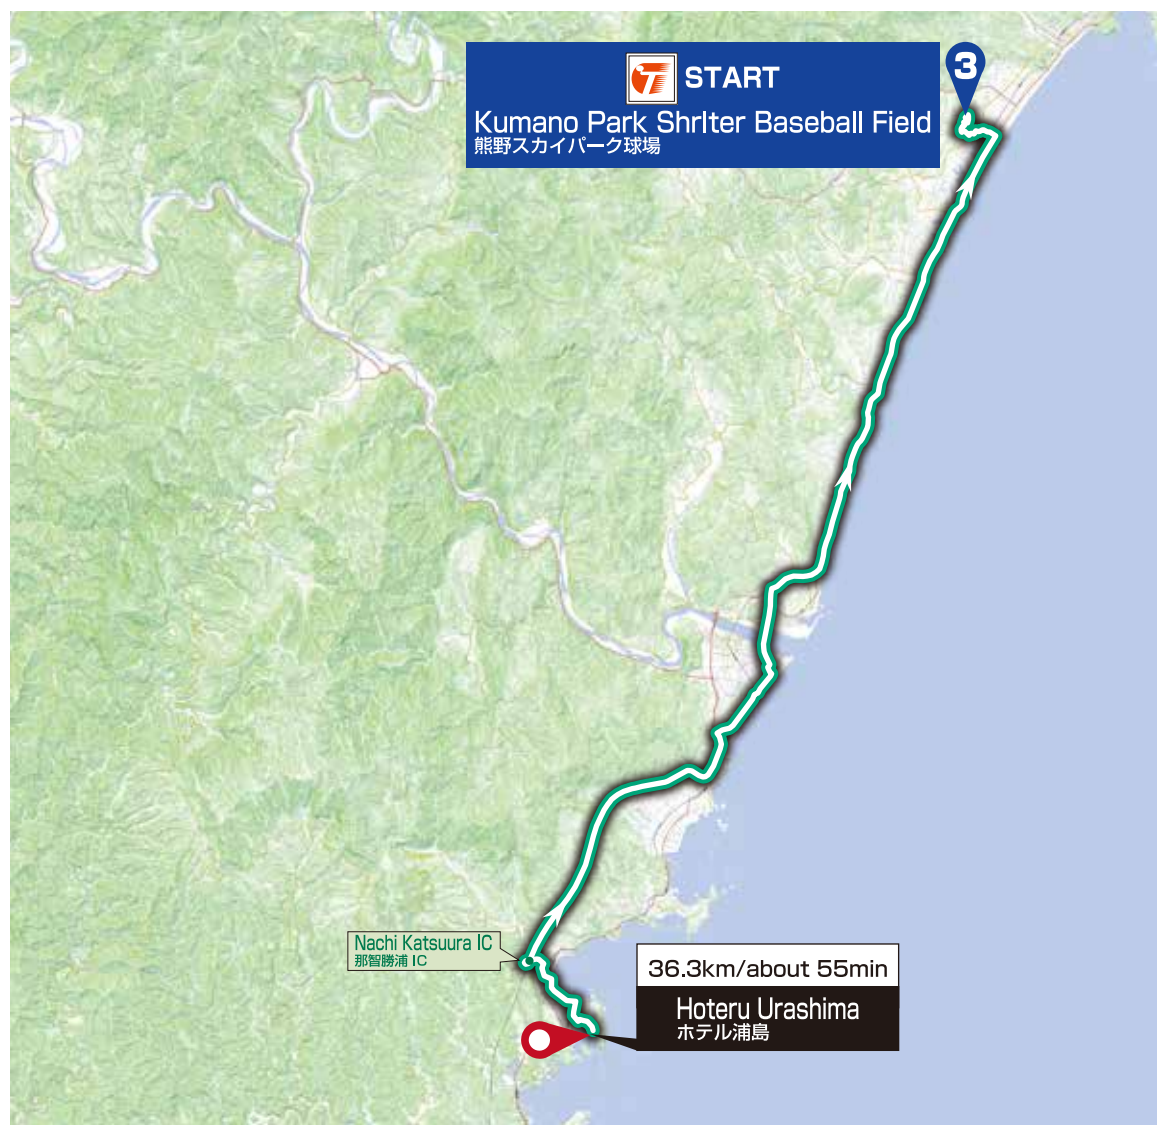 START
3
Kumano Park ShrIter Baseball Field
熊野スカイパーク球場
Nachi Katsuura IC
那智勝浦 IC
36.3km/about 55min
Hoteru Urashima
ホテル浦島